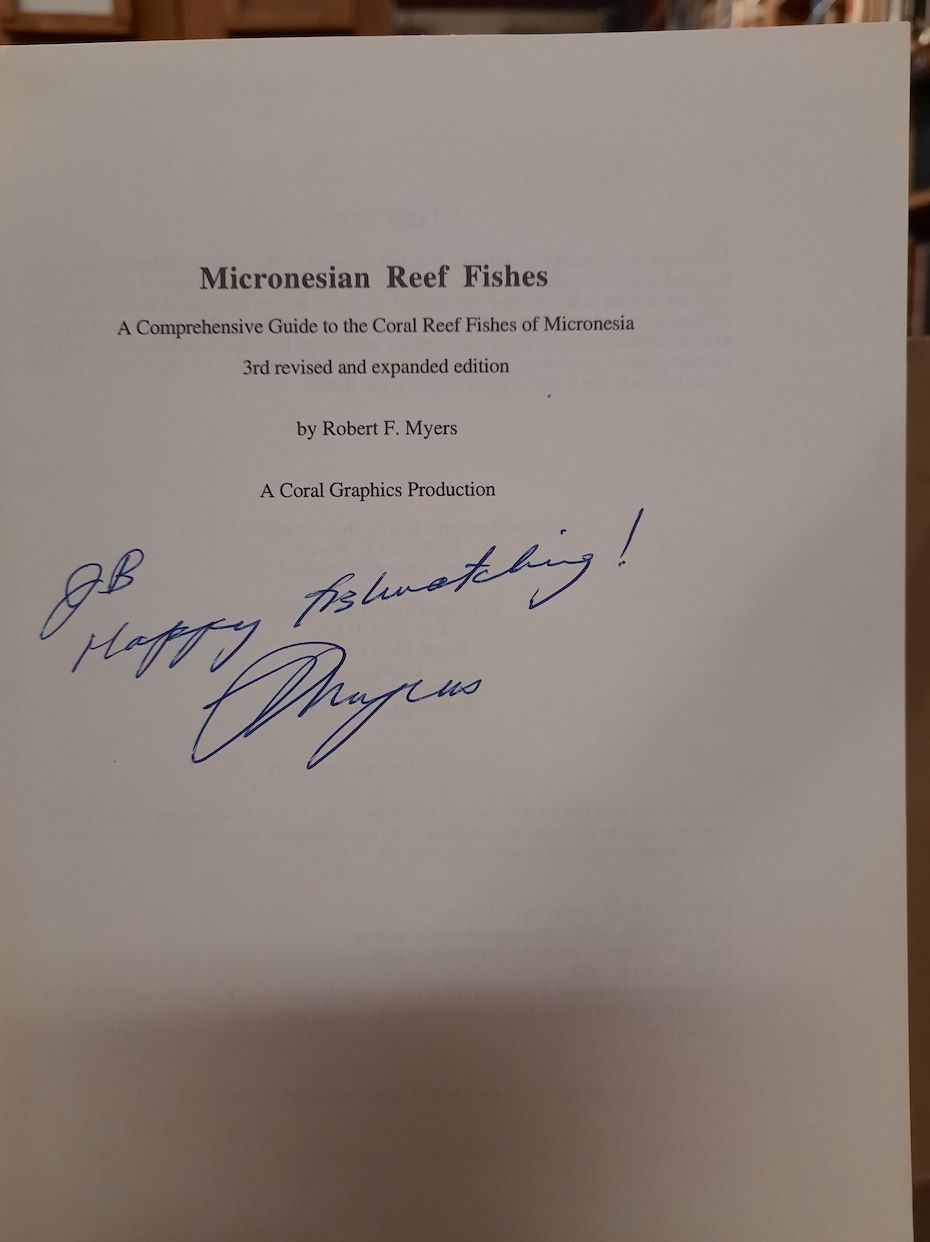 Micronesian Reef Fishes
A Comprehensive Guide to the Coral Reef Fishes of Micronesia
3rd revised and expanded edition
by Robert F. Myers
A Coral Graphics Production
JB
Happy fishwatching!
Myers